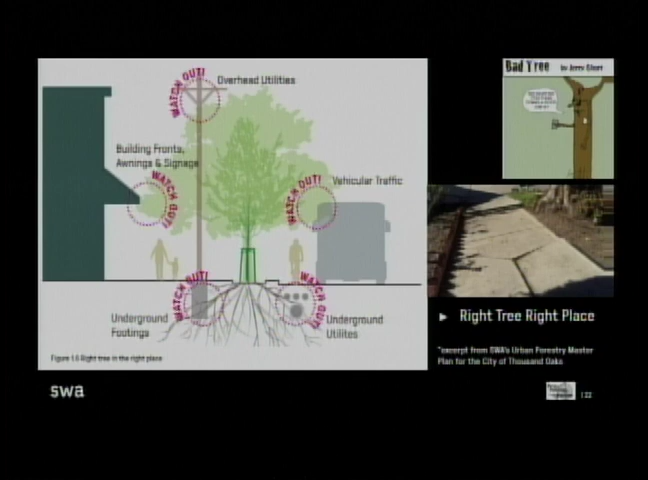 WATCH OUT!
Overhead Utilities
Building Fronts,
Awnings & Signage
WATCH OUT!
WATCH OUT!
Vehicular Traffic
WATCH OUT!
WATCH OUT!
Underground
Footings
Underground
Utilites
Figure 1.6 Right tree in the right place
Bad Tree
► Right Tree Right Place
*excerpt from SWA's Urban Forestry Master
Plan for the City of Thousand Oaks
swa